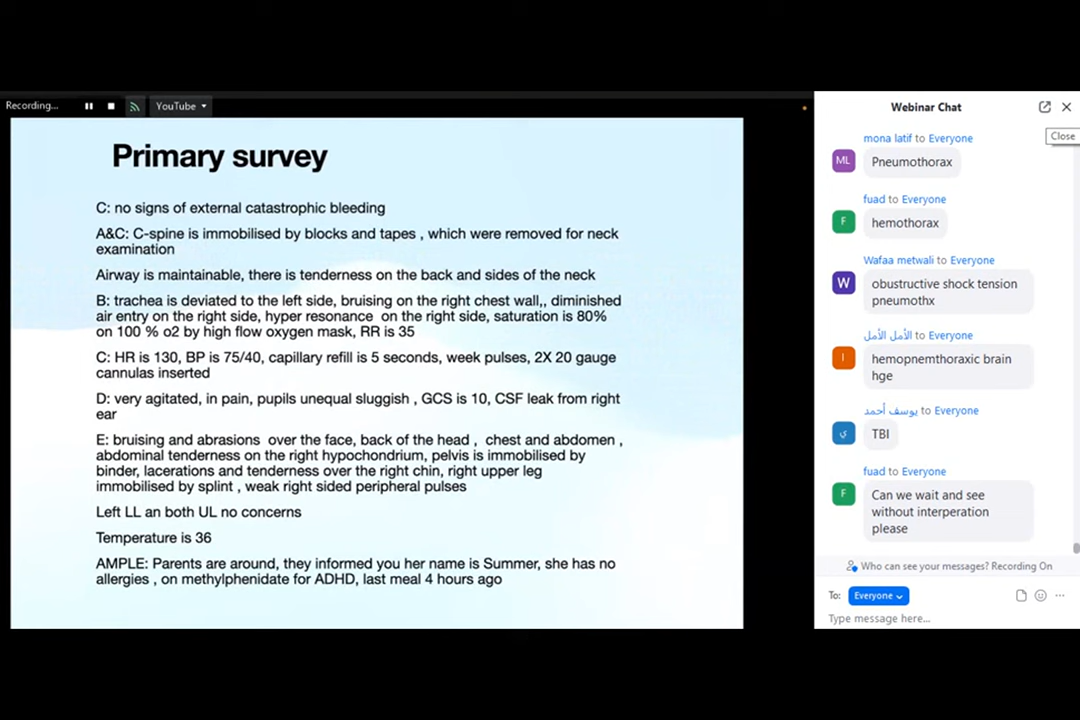 Recording...
YouTube
Primary survey
C: no signs of external catastrophic bleeding
A&C: C-spine is immobilised by blocks and tapes , which were removed for neck
examination
Airway is maintainable, there is tenderness on the back and sides of the neck
B: trachea is deviated to the left side, bruising on the right chest wall,, diminished
air entry on the right side, hyper resonance on the right side, saturation is 80%
on 100 % o2 by high flow oxygen mask, RR is 35
C: HR is 130, BP is 75/40, capillary refill is 5 seconds, week pulses, 2X 20 gauge
cannulas inserted
D: very agitated, in pain, pupils unequal sluggish , GCS is 10, CSF leak from right
ear
E: bruising and abrasions over the face, back of the head , chest and abdomen ,
abdominal tenderness on the right hypochondrium, pelvis is immobilised by
binder, lacerations and tenderness over the right chin, right upper leg
immobilised by splint , weak right sided peripheral pulses
Left LL an both UL no concerns
Temperature is 36
AMPLE: Parents are around, they informed you her name is Summer, she has no
allergies , on methylphenidate for ADHD, last meal 4 hours ago
Webinar Chat
Close
mona latif to Everyone
ML
Pneumothorax
fuad to Everyone
F
hemothorax
Wafaa metwali to Everyone
W
obustructive shock tension
pneumothx
الأمل الأمل to Everyone
ا
hemopnemthoraxic brain
hge
يوسف أحمد to Everyone
ي
TBI
fuad to Everyone
F
Can we wait and see
without interperation
please
Who can see your messages? Recording On
To: Everyone
Type message here...